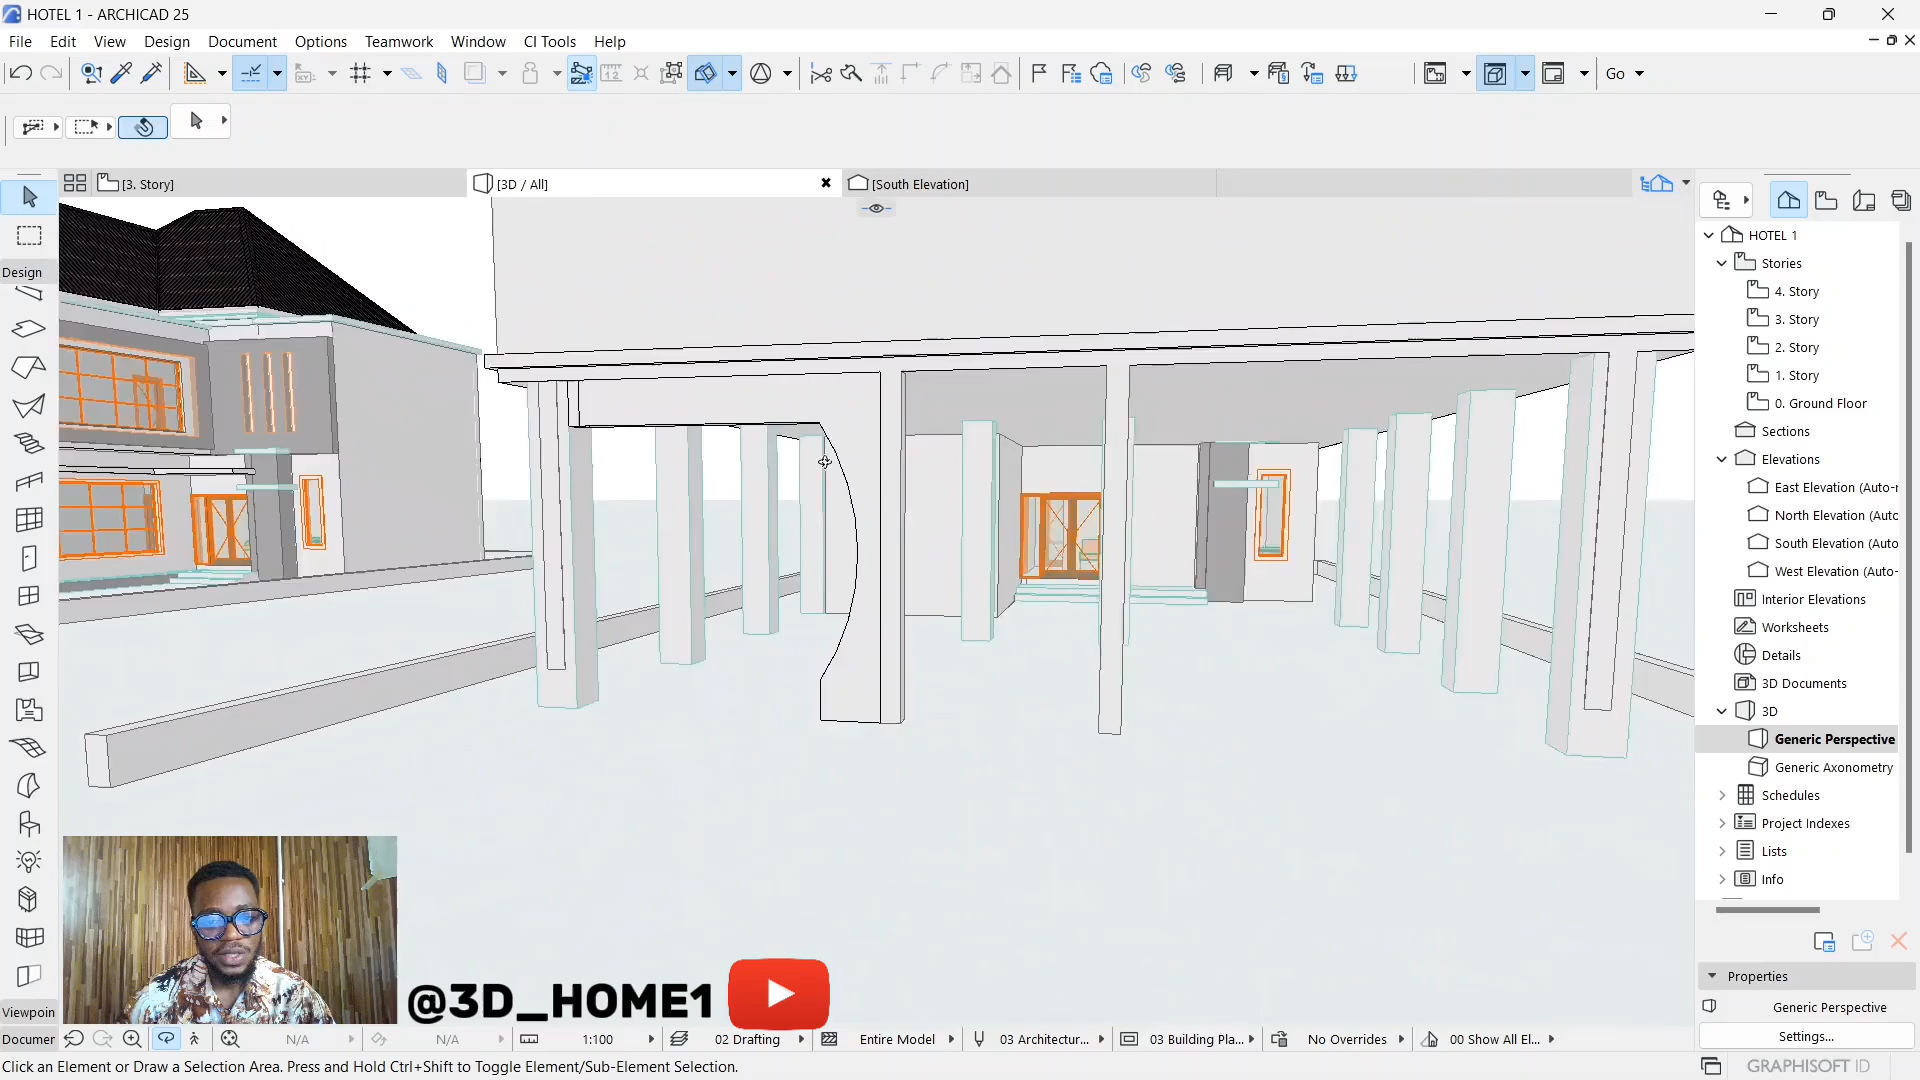 HOTEL 1 - ARCHICAD 25
File Edit View Design Document Options Teamwork Window CI Tools Help
Go
[3. Story]
[3D / All]
[South Elevation]
Design
HOTEL 1
Stories
4. Story
3. Story
2. Story
1. Story
0. Ground Floor
Sections
Elevations
East Elevation (Auto-r
North Elevation (Autc
South Elevation (Auto
West Elevation (Auto-
Interior Elevations
Worksheets
Details
3D Documents
3D
Generic Perspective
Generic Axonometry
Schedules
Project Indexes
Lists
Info
Properties
Generic Perspective
Settings...
@3D_HOME1
Viewpoin
Documer
N/A
N/A
1:100
02 Drafting
Entire Model
03 Architectur...
03 Building Pla...
No Overrides
00 Show All El...
Click an Element or Draw a Selection Area. Press and Hold Ctrl+Shift to Toggle Element/Sub-Element Selection.
GRAPHISOFT ID